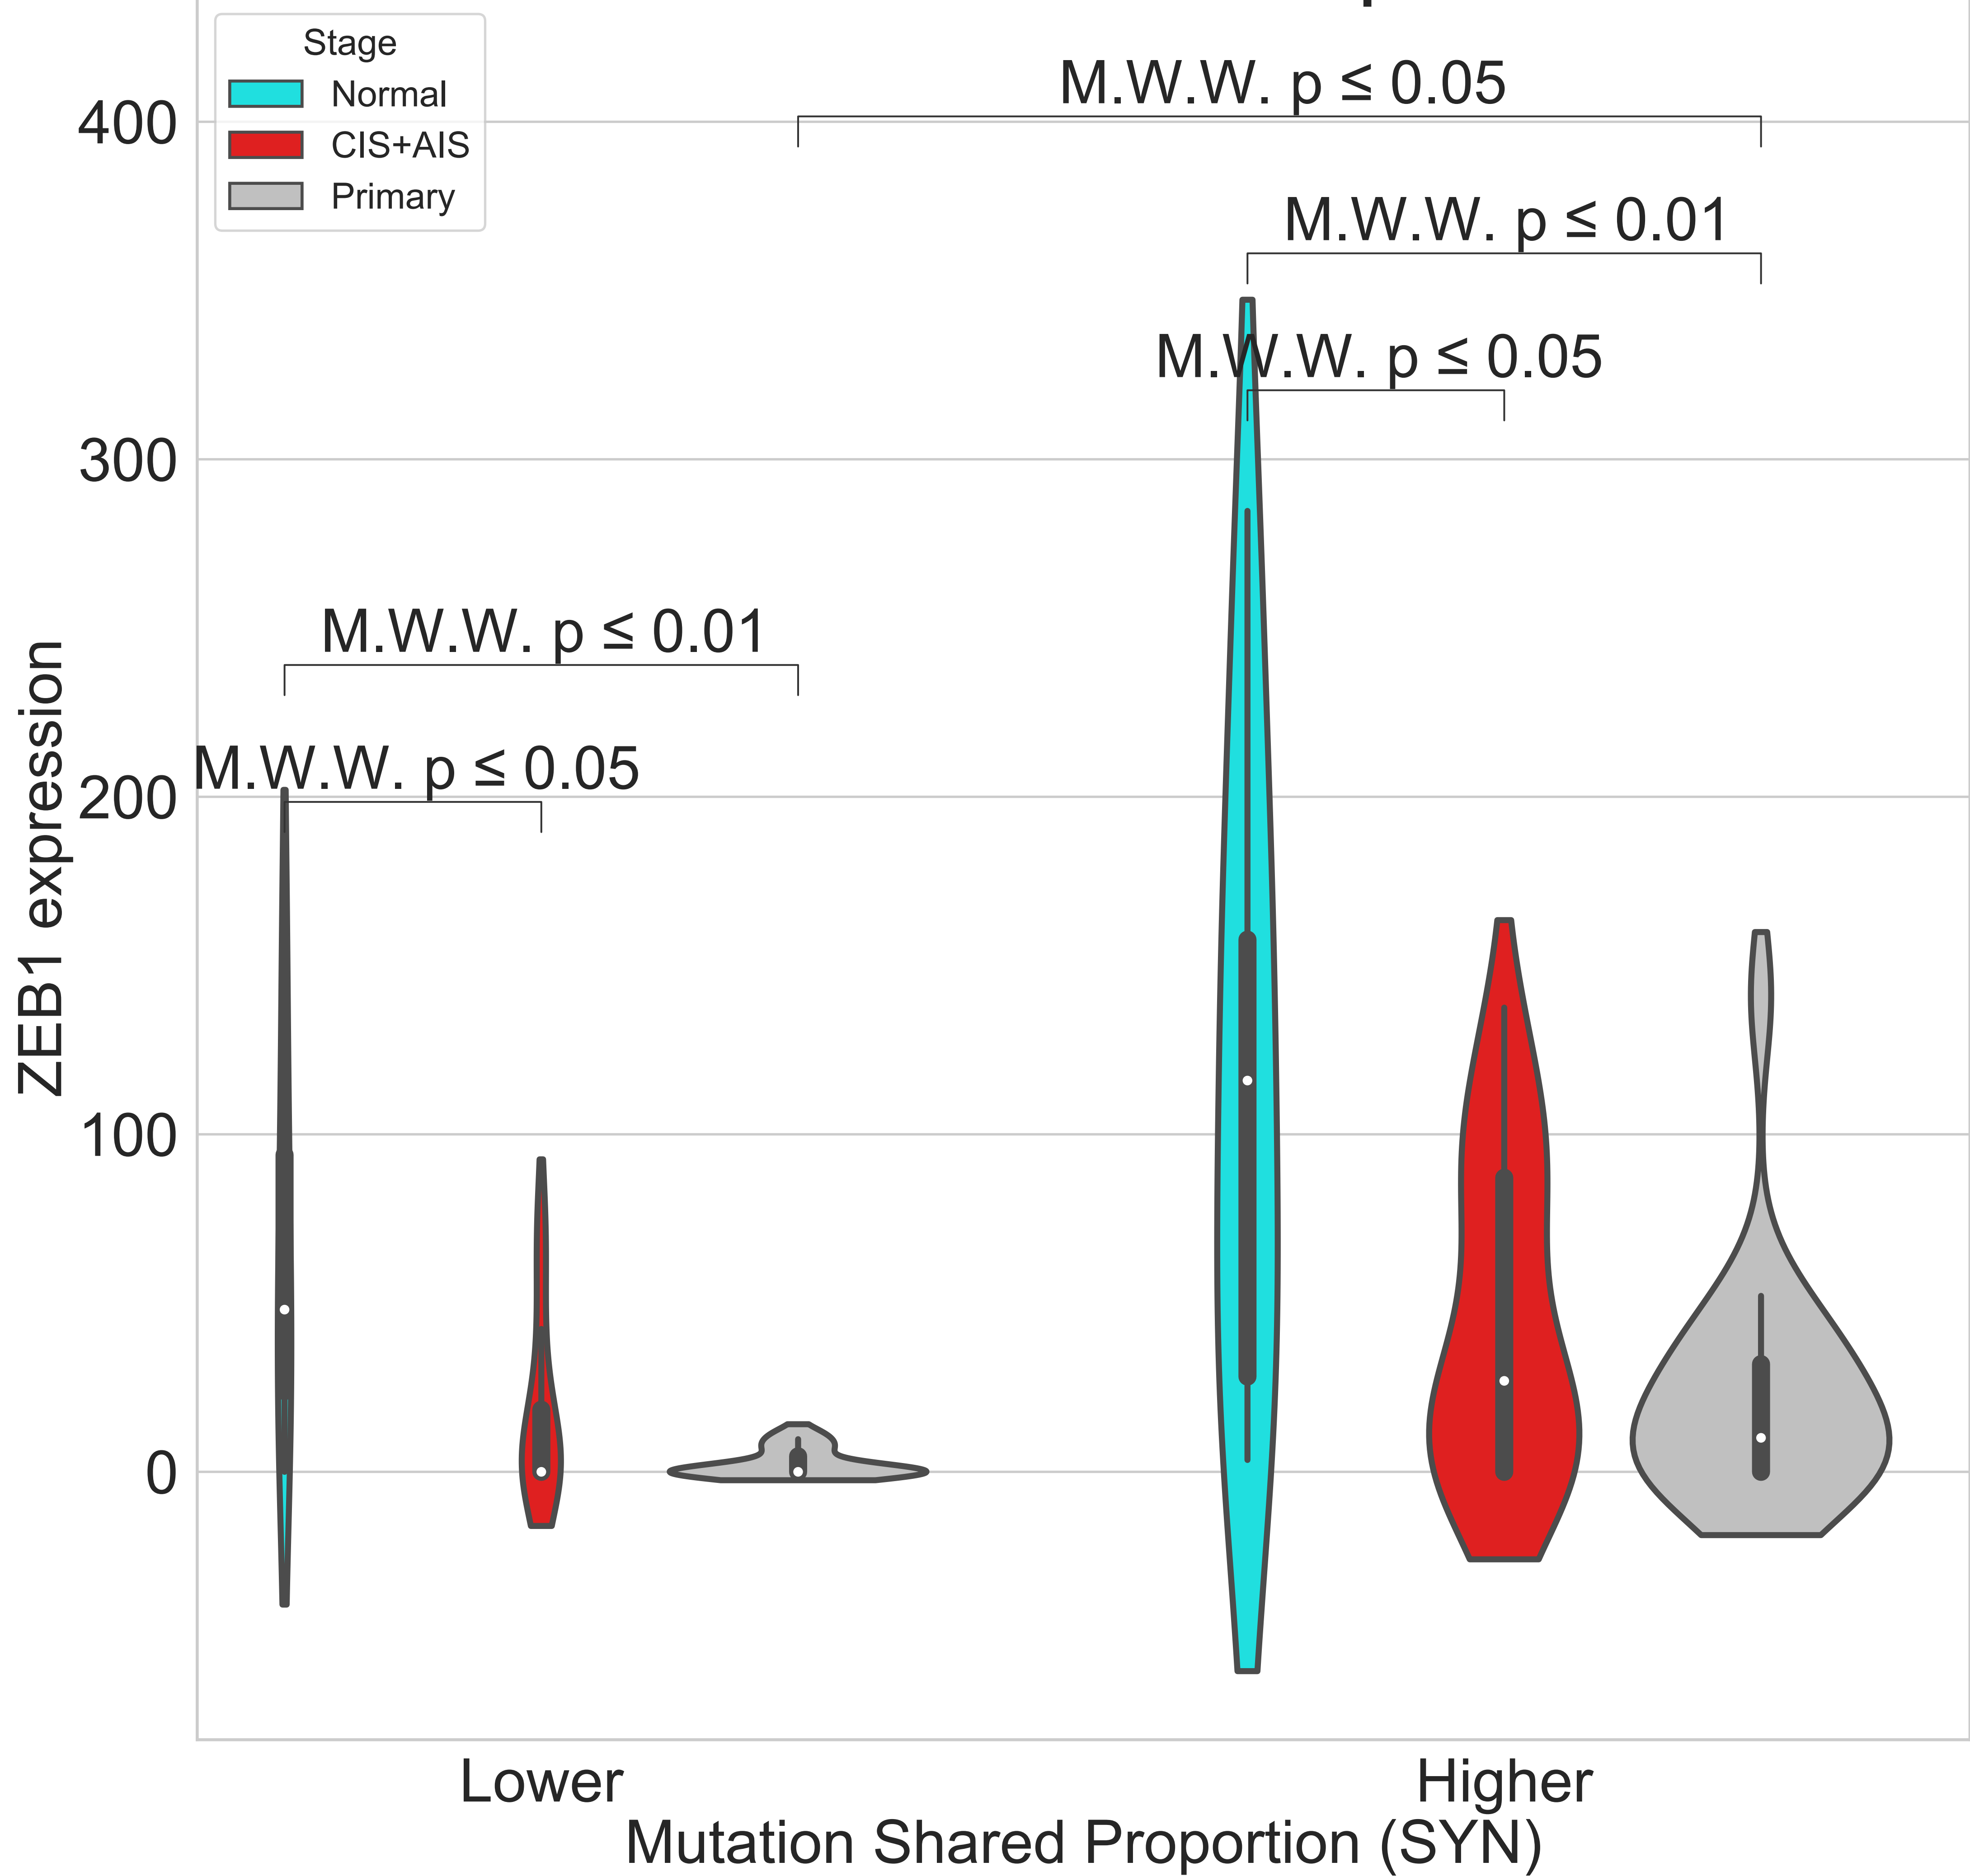 Stage
Normal
CIS+AIS
Primary
M.W.W. p ≤ 0.05
M.W.W. p ≤ 0.01
M.W.W. p ≤ 0.05
M.W.W. p ≤ 0.01
M.W.W. p ≤ 0.05
400
300
200
100
0
ZEB1 expression
Lower
Higher
Mutation Shared Proportion (SYN)